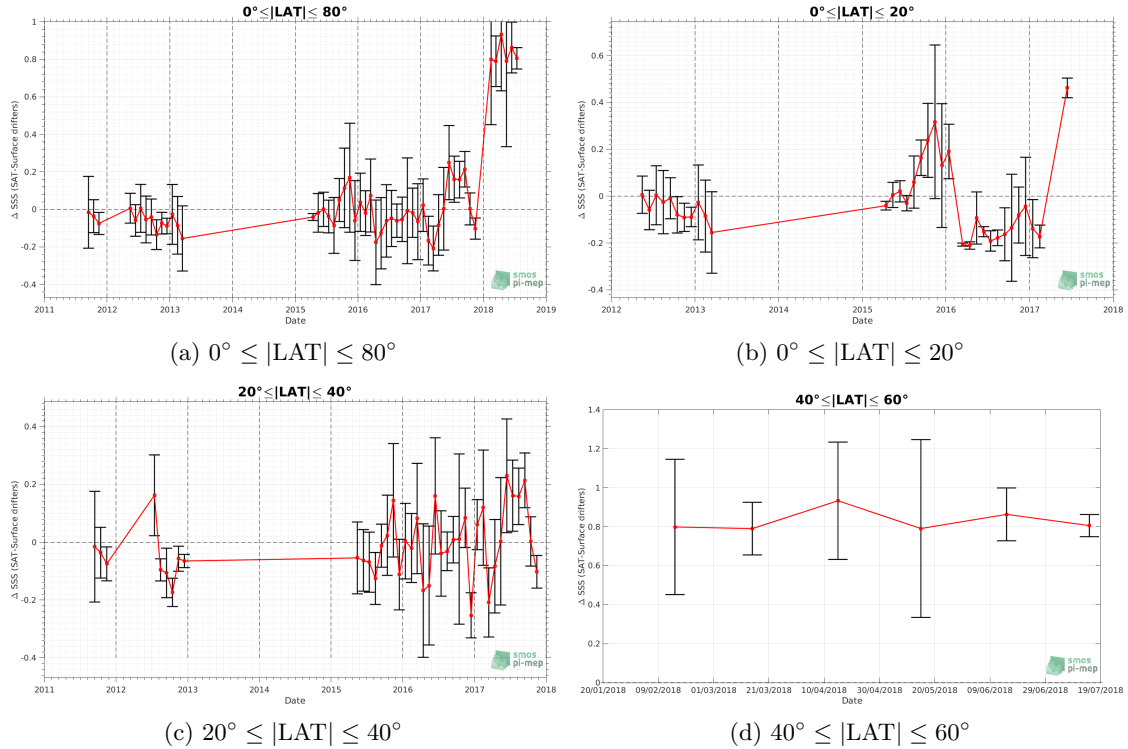 0°≤|LAT|≤ 80°
Δ SSS (SAT-Surface drifters)
1
0.8
0.6
0.4
0.2
0
-0.2
-0.4
2011 2012 2013 2014 2015 2016 2017 2018 2019
Date
smos
pi-mep
(a) 0° ≤ |LAT| ≤ 80°
0°≤|LAT|≤ 20°
Δ SSS (SAT-Surface drifters)
0.6
0.4
0.2
0
-0.2
-0.4
2012 2013 2014 2015 2016 2017 2018
Date
smos
pi-mep
(b) 0° ≤ |LAT| ≤ 20°
20°≤|LAT|≤ 40°
Δ SSS (SAT-Surface drifters)
0.4
0.2
0
-0.2
-0.4
2011 2012 2013 2014 2015 2016 2017 2018
Date
smos
pi-mep
(c) 20° ≤ |LAT| ≤ 40°
40°≤|LAT|≤ 60°
Δ SSS (SAT-Surface drifters)
1.4
1.2
1
0.8
0.6
0.4
0.2
0
20/01/2018 09/02/2018 01/03/2018 21/03/2018 10/04/2018 30/04/2018 20/05/2018 09/06/2018 29/06/2018 19/07/2018
Date
smos
pi-mep
(d) 40° ≤ |LAT| ≤ 60°